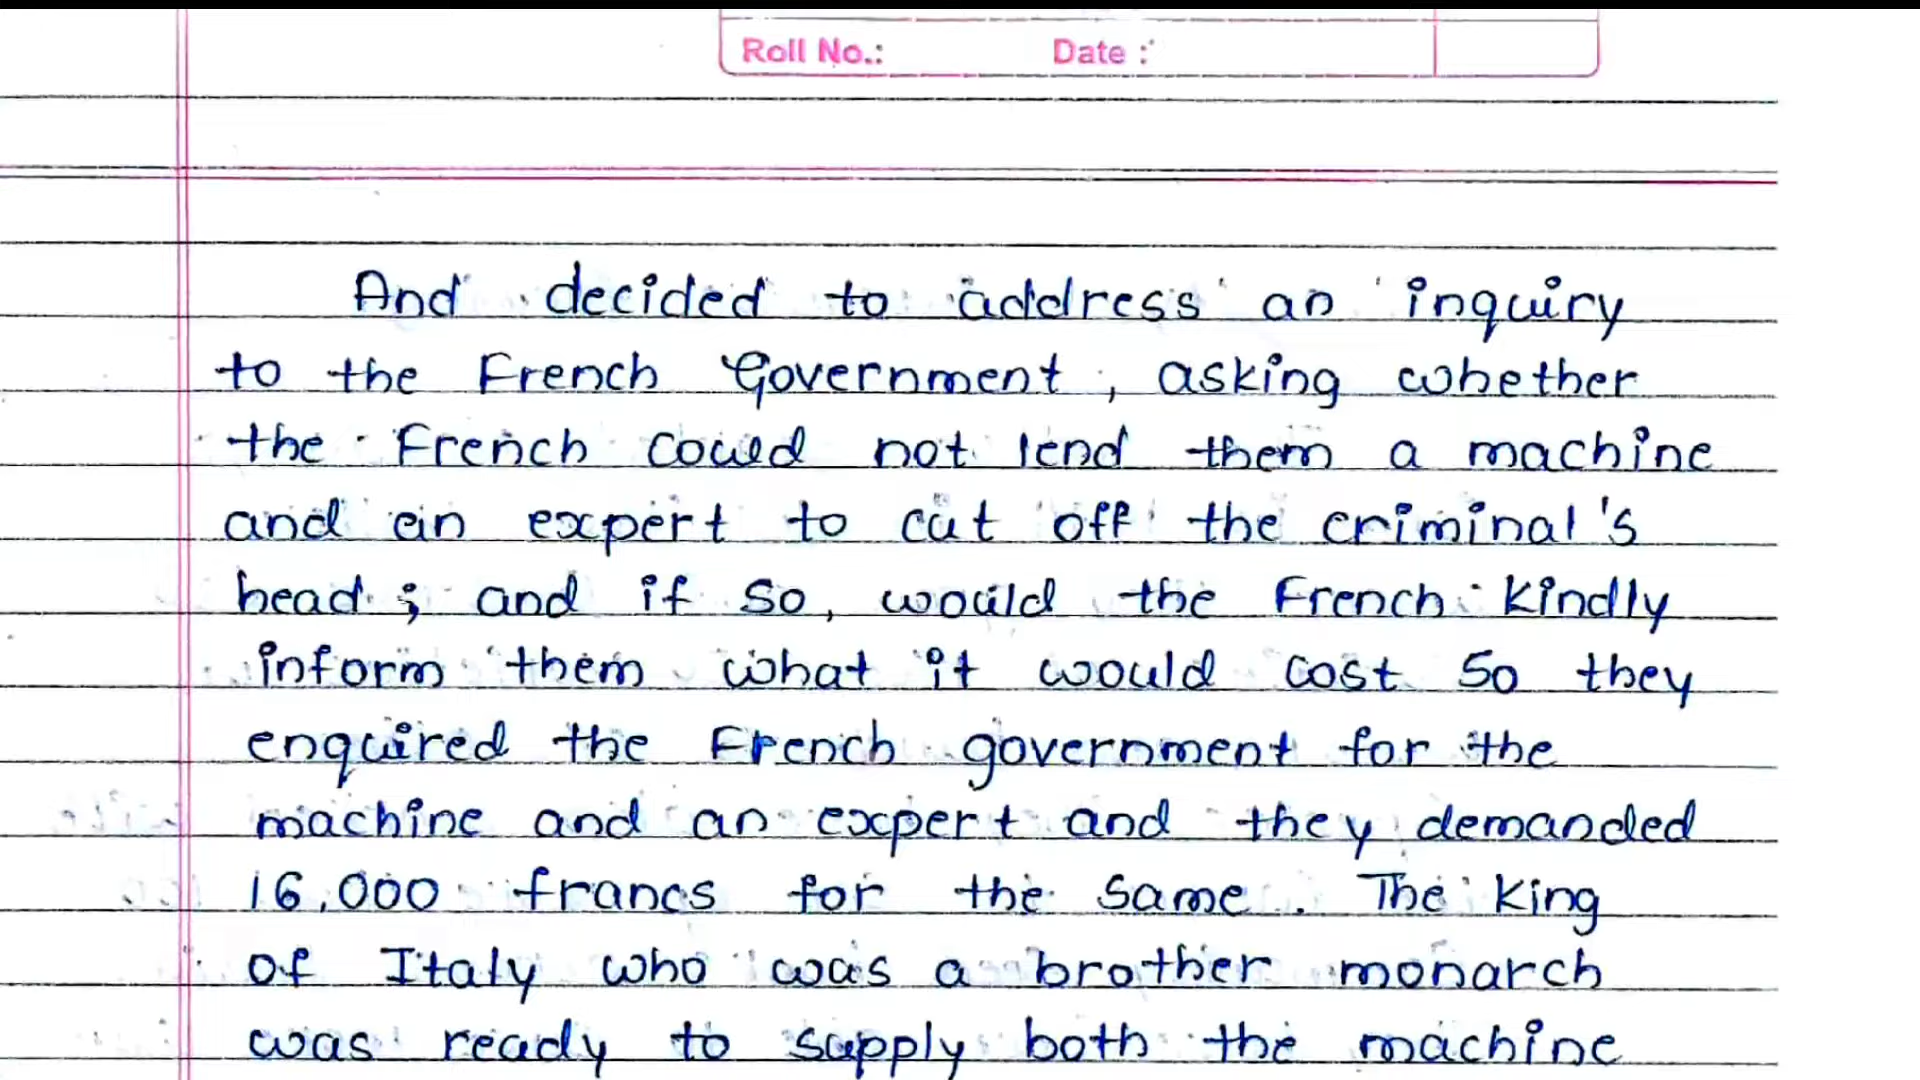 Roll No.: Date :
And decided to address an inquiry
to the French Government, asking whether
the French could not lend them a machine
and an expert to cut off the criminal's
head ; and if so, would the French kindly
inform them what it would cost so they
enquired the French government for the
machine and an expert and they demanded
16,000 francs for the same. The King
of Italy who was a brother monarch
was ready to supply both the machine